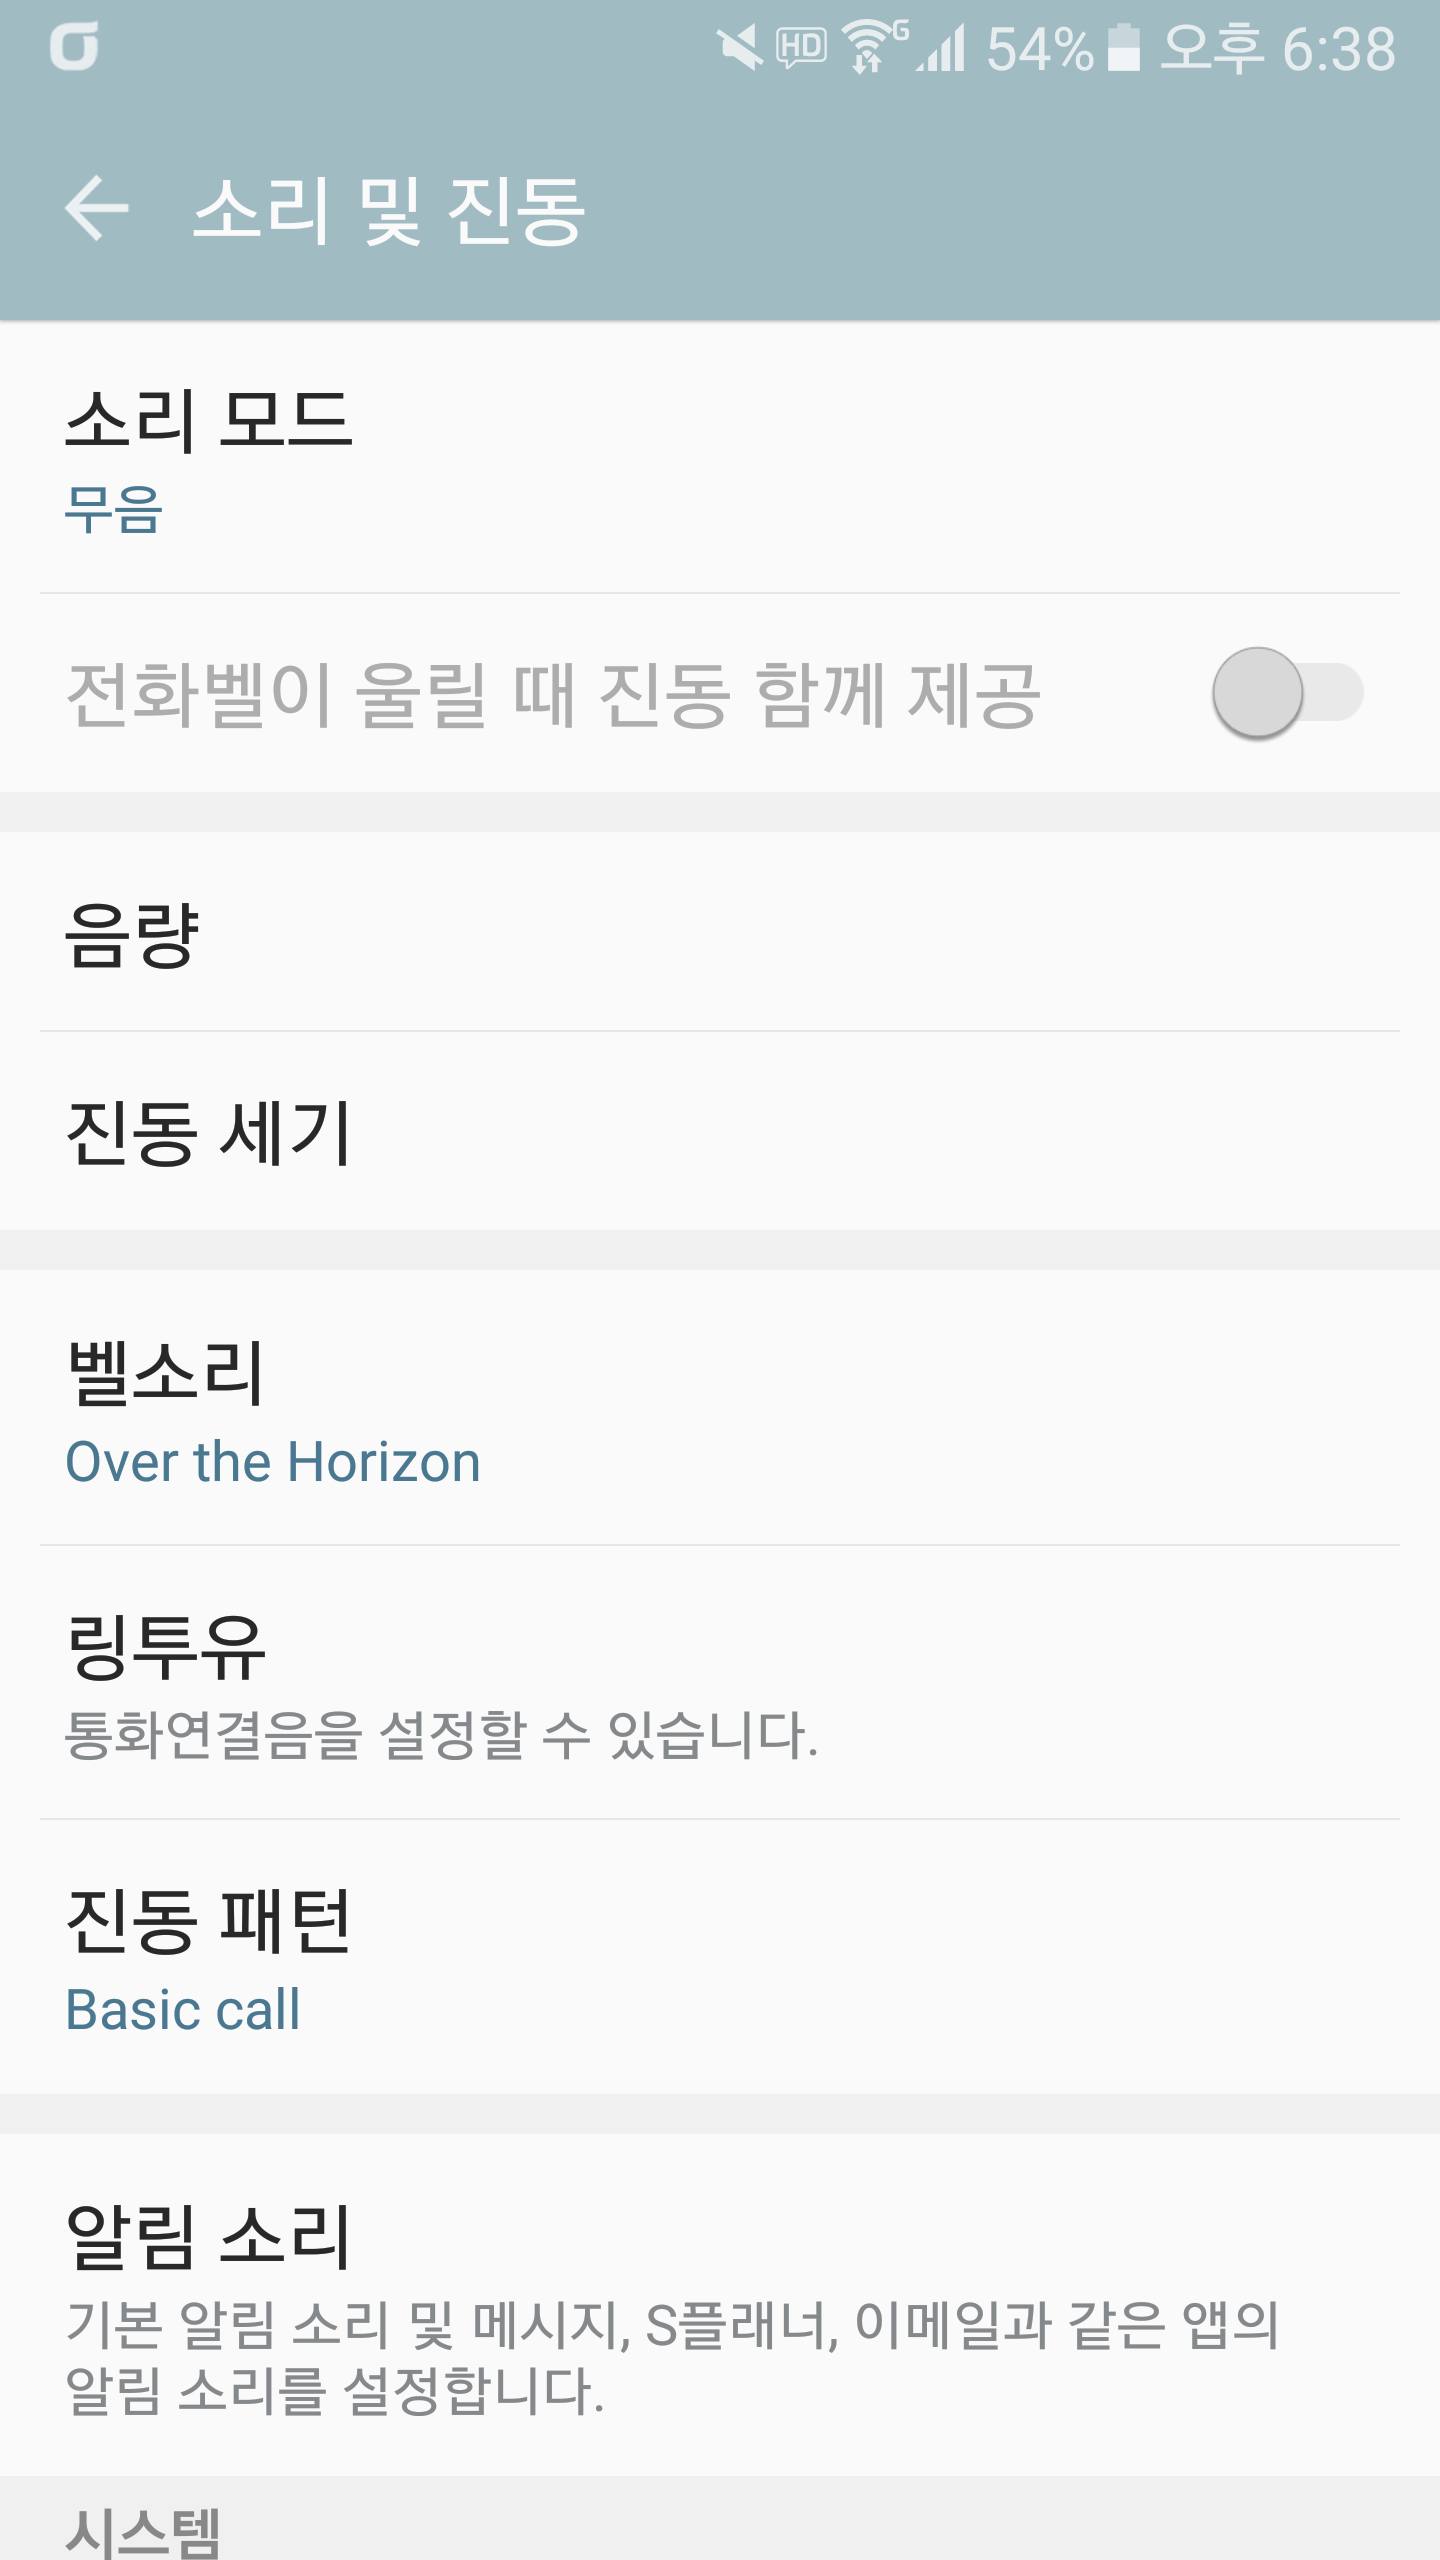 HD G 54% 오후 6:38
소리 및 진동
소리 모드
무음
전화벨이 울릴 때 진동 함께 제공
음량
진동 세기
벨소리
Over the Horizon
링투유
통화연결음을 설정할 수 있습니다.
진동 패턴
Basic call
알림 소리
기본 알림 소리 및 메시지, S플래너, 이메일과 같은 앱의
알림 소리를 설정합니다.
시스템